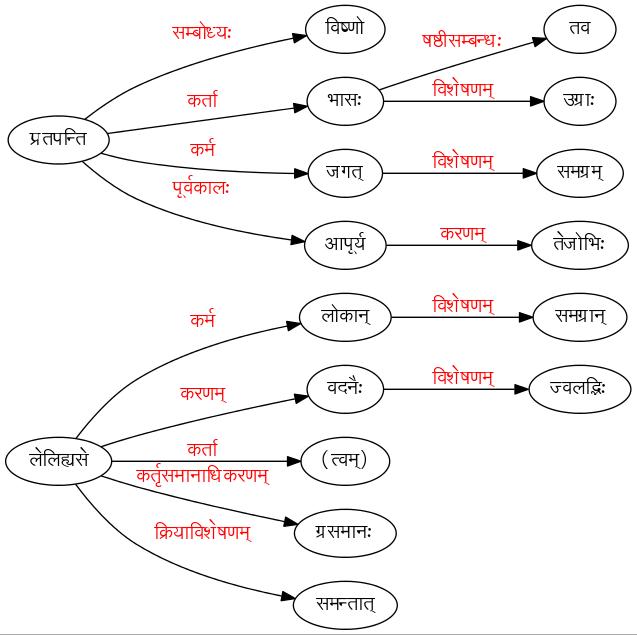 सम्बोध्यः
विष्णो
षष्ठीसम्बन्धः
तव
कर्ता
भासः
विशेषणम्
उग्राः
प्रतपन्ति
कर्म
जगत्
विशेषणम्
समग्रम्
पूर्वकालः
आपूर्य
करणम्
तेजोभिः
कर्म
लोकान्
विशेषणम्
समग्रान्
करणम्
वदनैः
विशेषणम्
ज्वलद्भिः
लेलिह्यसे
कर्ता
(त्वम्)
कर्तृसमानाधिकरणम्
ग्रसमानः
क्रियाविशेषणम्
समन्तात्